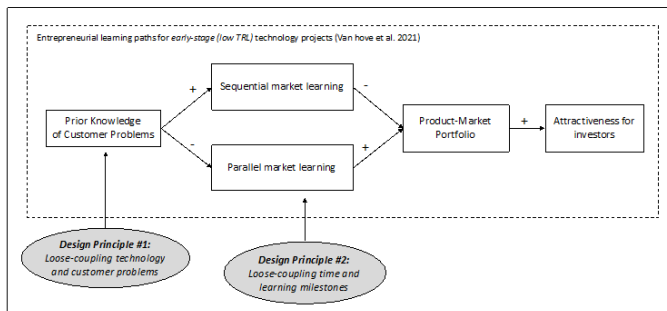 Entrepreneurial learning paths for early-stage (low TRL) technology projects (Van hove et al. 2021)
Sequential market learning
+
-
Prior Knowledge
of Customer Problems
Product-Market
Portfolio
+
Attractiveness for
investors
-
+
Parallel market learning
Design Principle #1:
Loose-coupling technology
and customer problems
Design Principle #2:
Loose-coupling time and
learning milestones